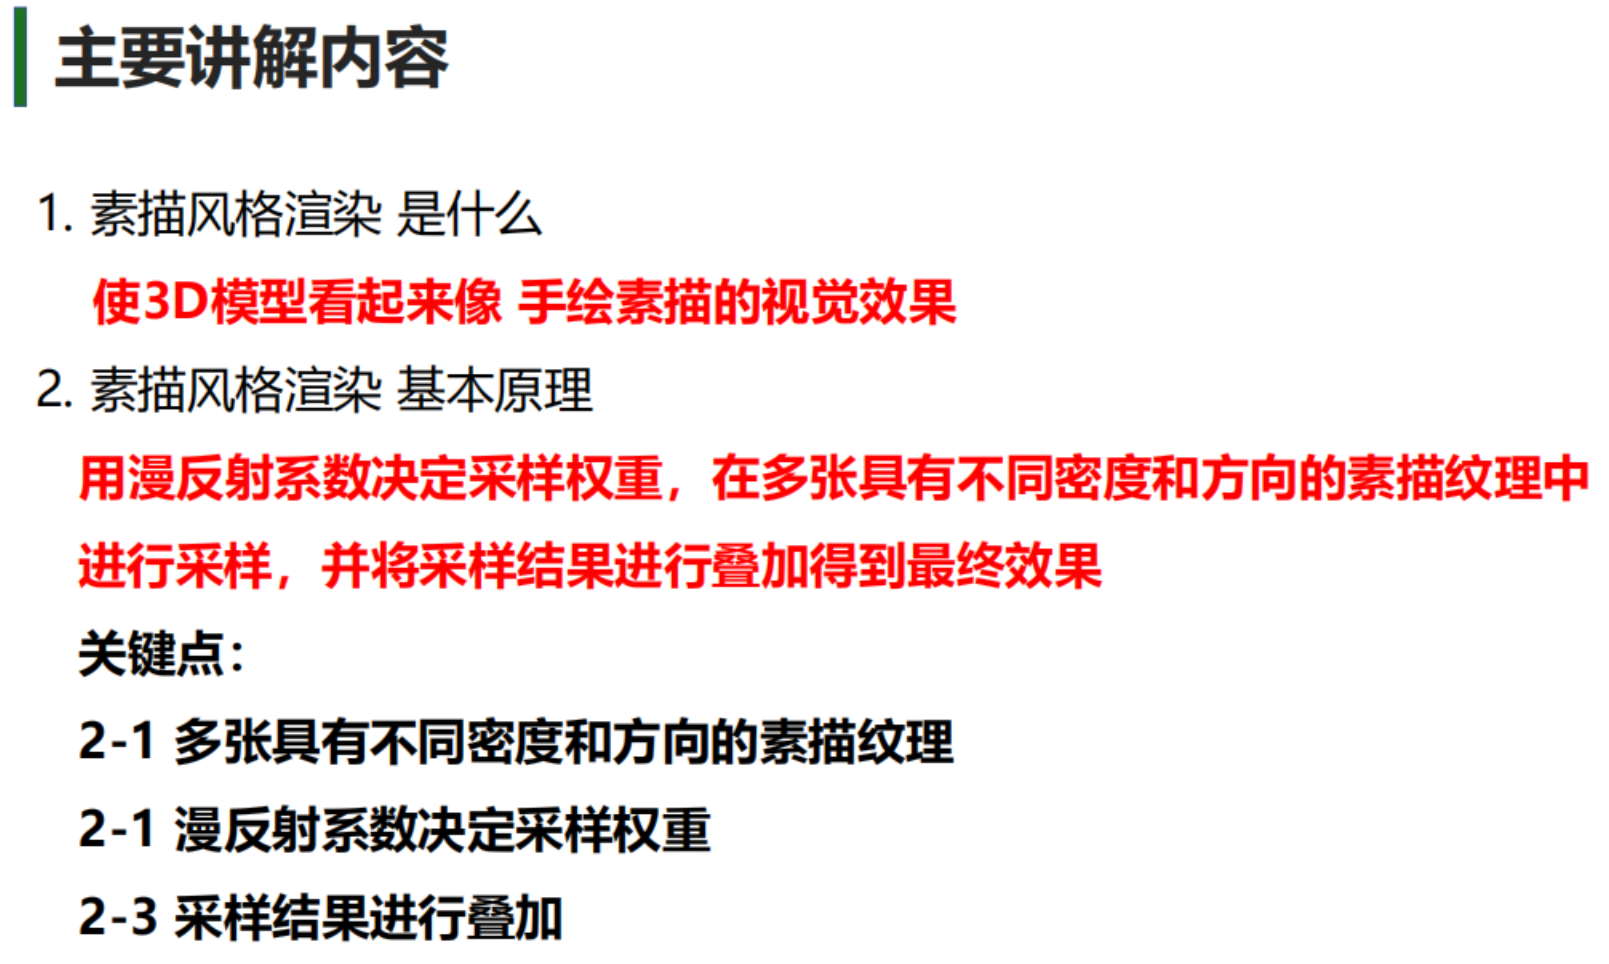 主要讲解内容
1. 素描风格渲染 是什么
使3D模型看起来像 手绘素描的视觉效果
2. 素描风格渲染 基本原理
用漫反射系数决定采样权重，在多张具有不同密度和方向的素描纹理中
进行采样，并将采样结果进行叠加得到最终效果
关键点：
2-1 多张具有不同密度和方向的素描纹理
2-1 漫反射系数决定采样权重
2-3 采样结果进行叠加